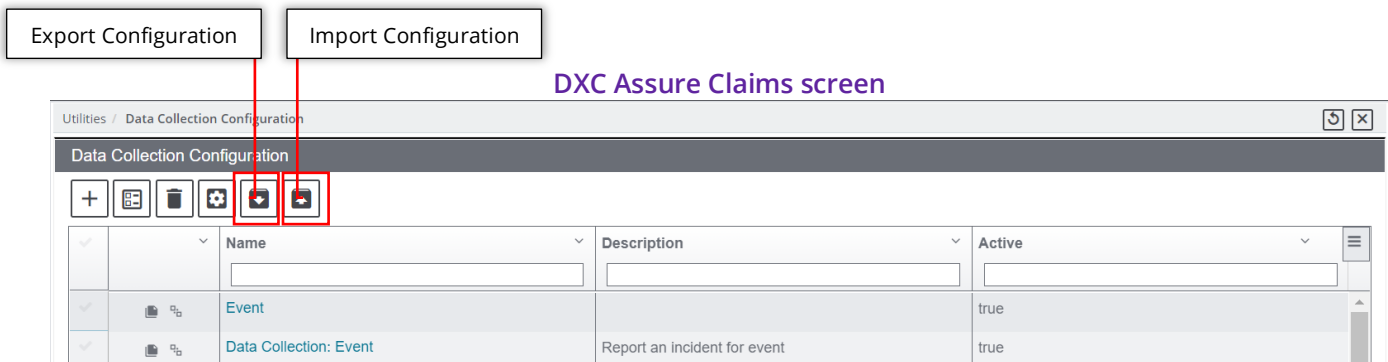 Export Configuration
Import Configuration
DXC Assure Claims screen
Utilities / Data Collection Configuration
Data Collection Configuration
Name
Description
Active
Event
true
Data Collection: Event
Report an incident for event
true